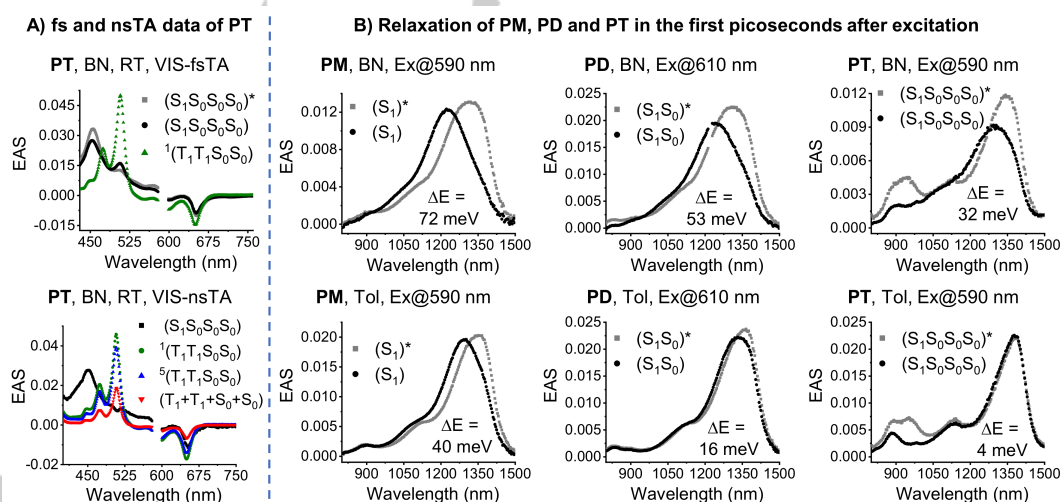 A) fs and nsTA data of PT
B) Relaxation of PM, PD and PT in the first picoseconds after excitation
PT, BN, RT, VIS-fsTA
(S₁S₀S₀S₀)*
(S₁S₀S₀S₀)
¹(T₁T₁S₀S₀)
EAS
0.045
0.030
0.015
0.000
-0.015
450 525 600 675 750
Wavelength (nm)
PM, BN, Ex@590 nm
(S₁)*
(S₁)
ΔE =
72 meV
EAS
0.012
0.008
0.004
0.000
900 1050 1200 1350 1500
Wavelength (nm)
PD, BN, Ex@610 nm
(S₁S₀)*
(S₁S₀)
ΔE =
53 meV
EAS
0.025
0.020
0.015
0.010
0.005
0.000
900 1050 1200 1350 1500
Wavelength (nm)
PT, BN, Ex@590 nm
(S₁S₀S₀S₀)*
(S₁S₀S₀S₀)
ΔE =
32 meV
EAS
0.012
0.009
0.006
0.003
0.000
900 1050 1200 1350 1500
Wavelength (nm)
PT, BN, RT, VIS-nsTA
(S₁S₀S₀S₀)
¹(T₁T₁S₀S₀)
⁵(T₁T₁S₀S₀)
(T₁+T₁+S₀+S₀)
EAS
0.04
0.02
0.00
-0.02
450 525 600 675 750
Wavelength (nm)
PM, Tol, Ex@590 nm
(S₁)*
(S₁)
ΔE =
40 meV
EAS
0.020
0.015
0.010
0.005
0.000
900 1050 1200 1350 1500
Wavelength (nm)
PD, Tol, Ex@610 nm
(S₁S₀)*
(S₁S₀)
ΔE =
16 meV
EAS
0.025
0.020
0.015
0.010
0.005
0.000
900 1050 1200 1350 1500
Wavelength (nm)
PT, Tol, Ex@590 nm
(S₁S₀S₀S₀)*
(S₁S₀S₀S₀)
ΔE =
4 meV
EAS
0.025
0.020
0.015
0.010
0.005
0.000
900 1050 1200 1350 1500
Wavelength (nm)